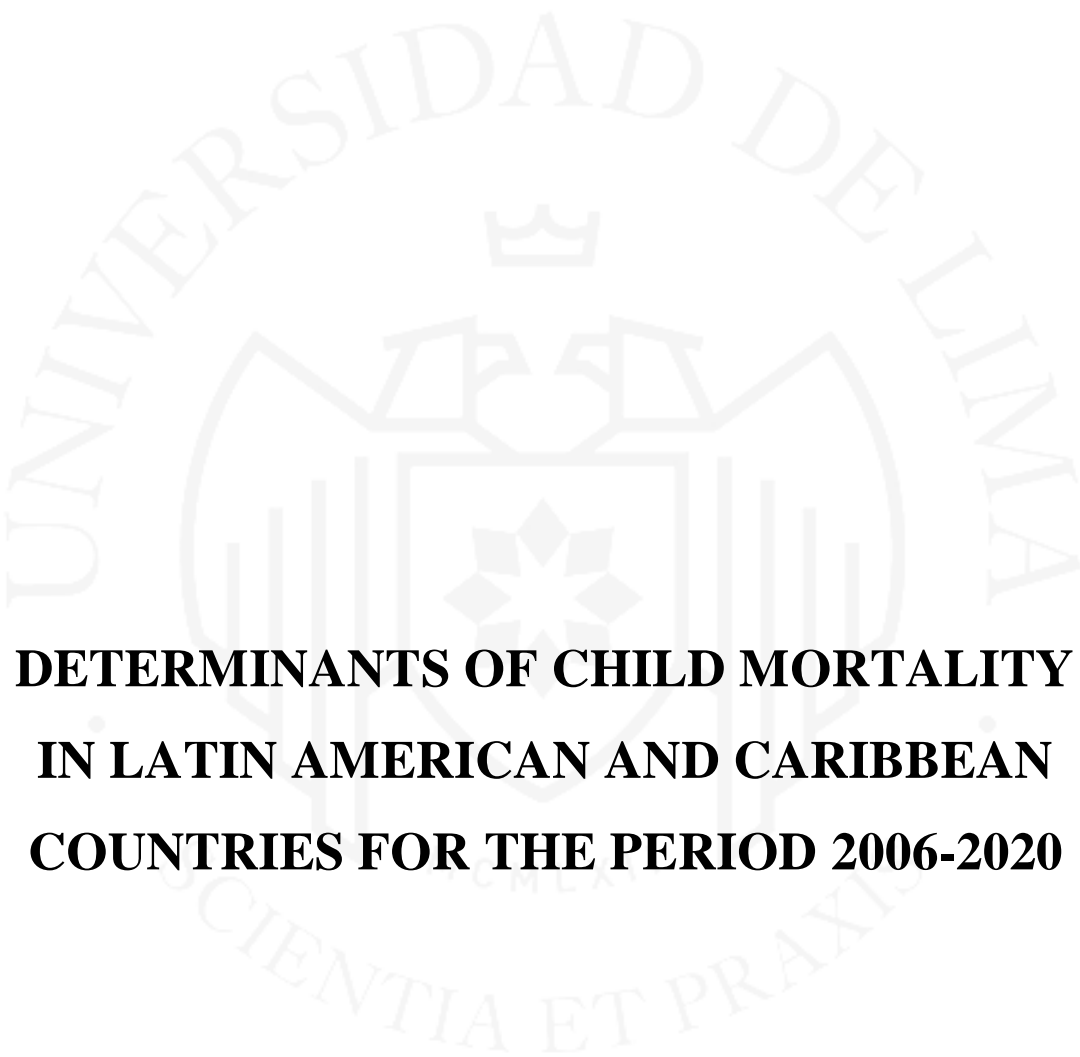 UNIVERSIDAD DE LIMA
DETERMINANTS OF CHILD MORTALITY
IN LATIN AMERICAN AND CARIBBEAN
COUNTRIES FOR THE PERIOD 2006-2020
MCMLXII
SCIENTIA ET PRAXIS